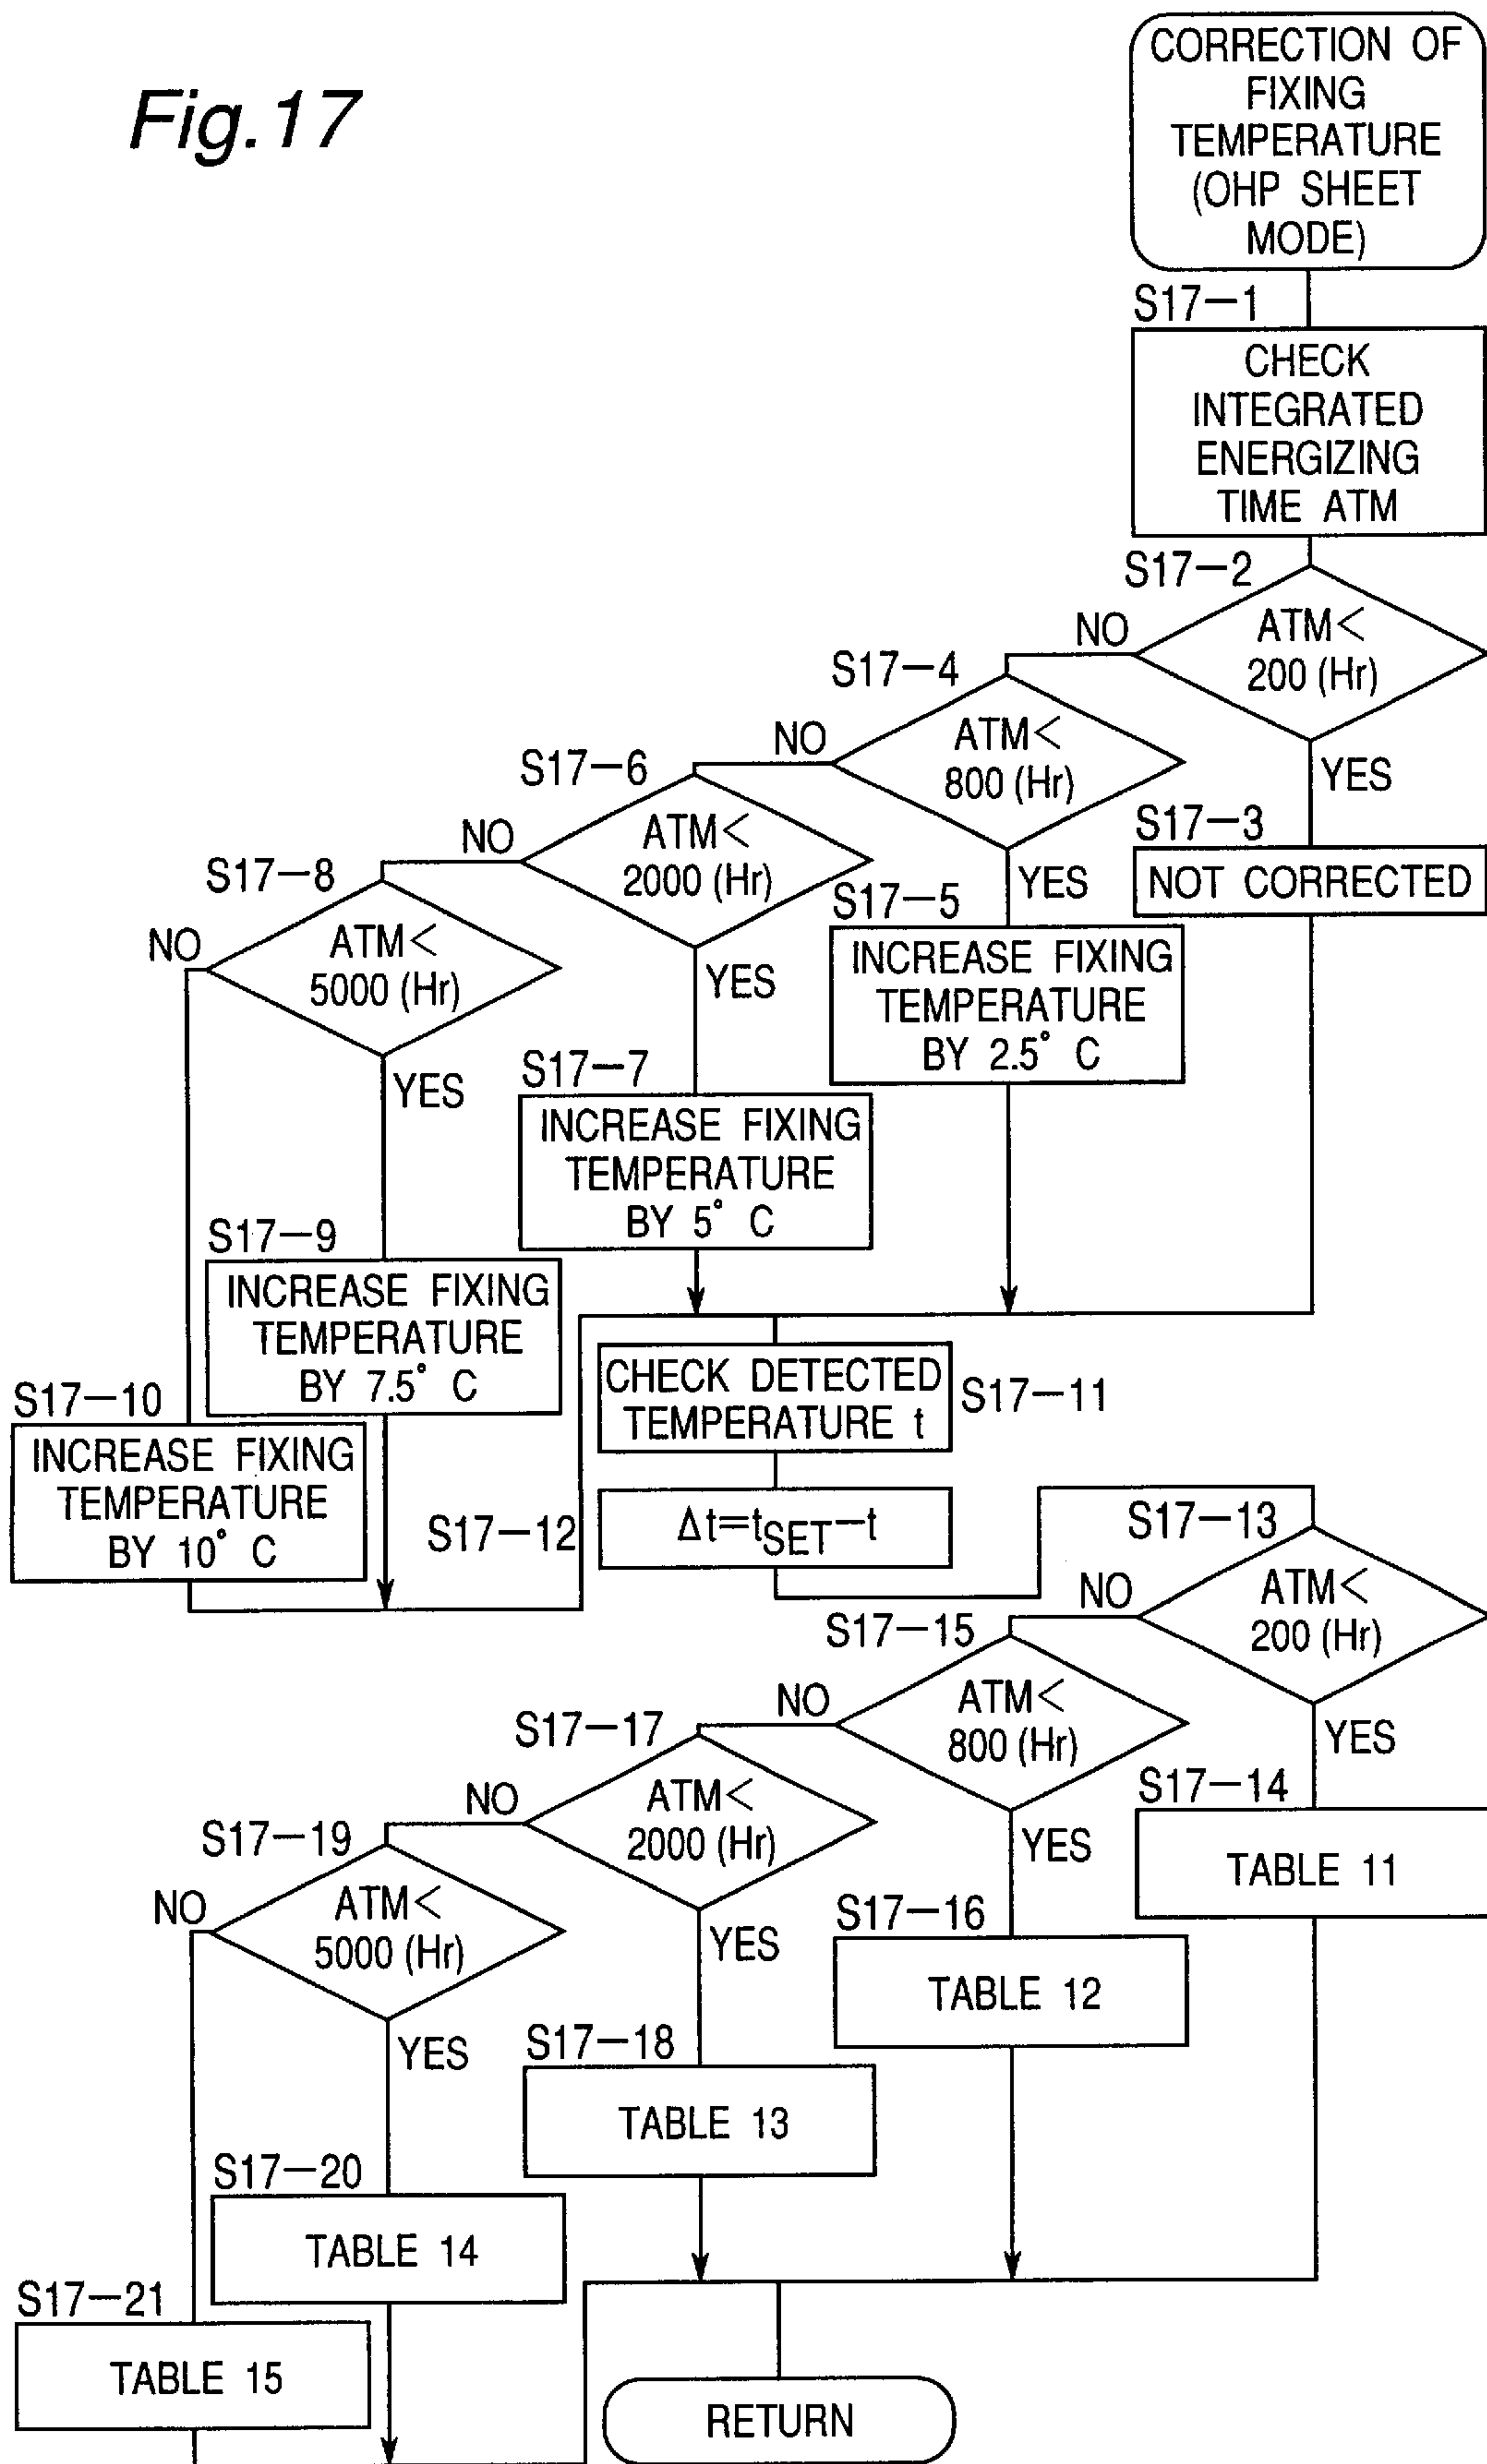 Fig.17
CORRECTION OF
FIXING
TEMPERATURE
(OHP SHEET
MODE)
S17-1
CHECK
INTEGRATED
ENERGIZING
TIME ATM
S17-2
ATM<
200 (Hr)
NO
YES
S17-3
NOT CORRECTED
S17-4
ATM<
800 (Hr)
NO
YES
S17-5
INCREASE FIXING
TEMPERATURE
BY 2.5° C
S17-6
ATM<
2000 (Hr)
NO
YES
S17-7
INCREASE FIXING
TEMPERATURE
BY 5° C
S17-8
ATM<
5000 (Hr)
NO
YES
S17-9
INCREASE FIXING
TEMPERATURE
BY 7.5° C
S17-10
INCREASE FIXING
TEMPERATURE
BY 10° C
CHECK DETECTED
TEMPERATURE t
S17-11
S17-12
Δt=tSET-t
S17-13
ATM<
200 (Hr)
NO
YES
S17-14
TABLE 11
S17-15
ATM<
800 (Hr)
NO
YES
S17-16
TABLE 12
S17-17
ATM<
2000 (Hr)
NO
YES
S17-18
TABLE 13
S17-19
ATM<
5000 (Hr)
NO
YES
S17-20
TABLE 14
S17-21
TABLE 15
RETURN